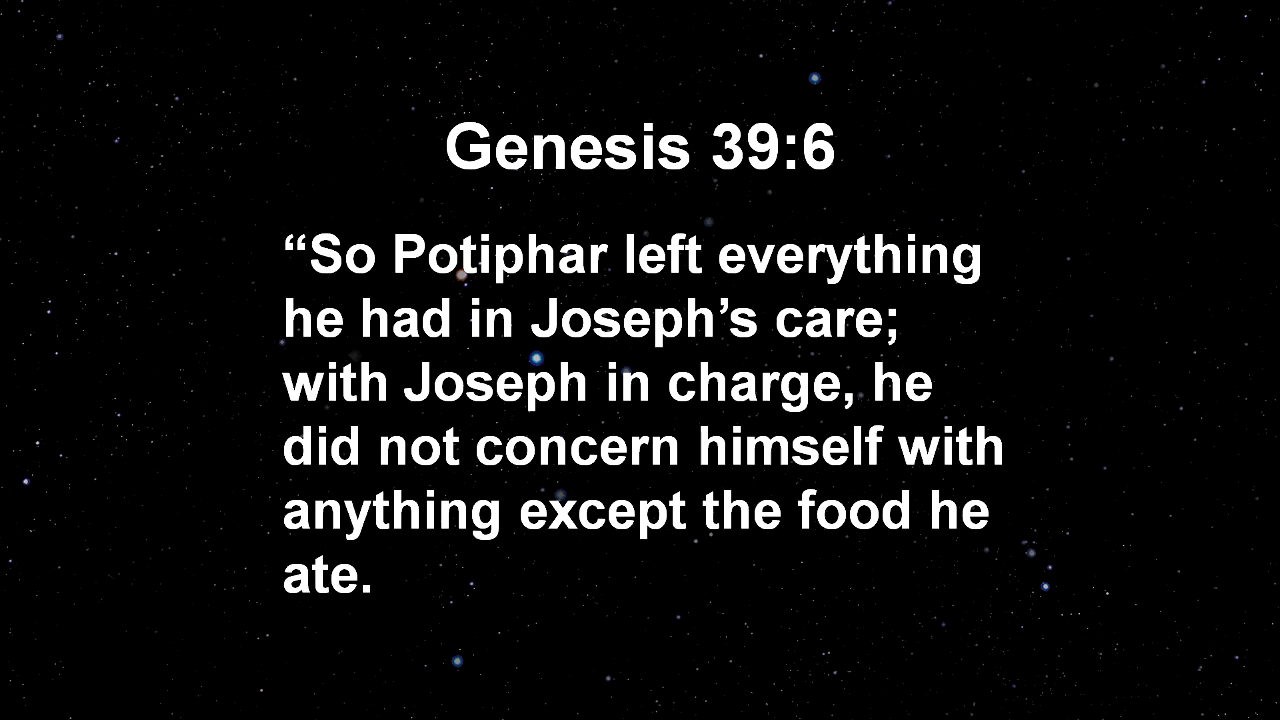 Genesis 39:6
“So Potiphar left everything
he had in Joseph’s care;
with Joseph in charge, he
did not concern himself with
anything except the food he
ate.